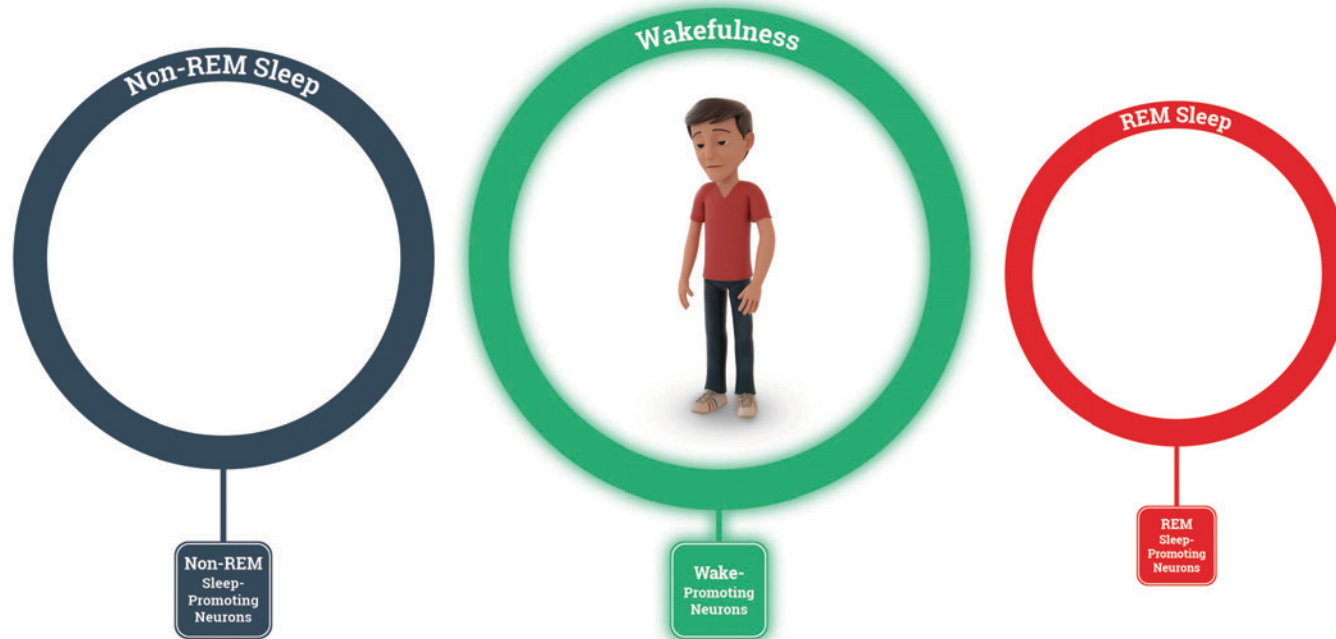 Non-REM Sleep
Wakefulness
REM Sleep
Non-REM
Sleep-
Promoting
Neurons
Wake-
Promoting
Neurons
REM
Sleep-
Promoting
Neurons